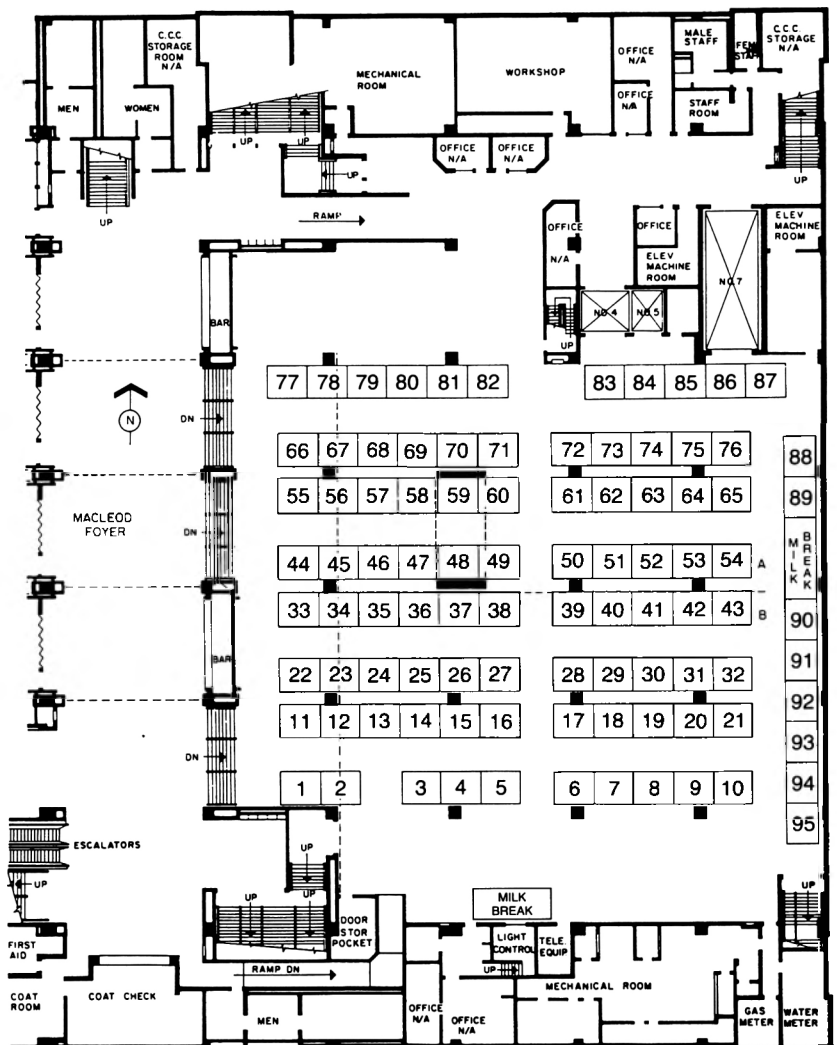 C.C.C.
STORAGE
ROOM
N/A
MEN
WOMEN
MECHANICAL
ROOM
WORKSHOP
OFFICE
N/A
OFFICE
N/A
MALE
STAFF
STAFF
ROOM
C.C.C.
STORAGE
N/A
UP
UP
UP
UP
UP
UP
OFFICE
N/A
OFFICE
N/A
RAMP
OFFICE
N/A
OFFICE
ELEV
MACHINE
ROOM
ELEV
MACHINE
ROOM
NO.4
NO.5
NO.7
UP
BAR
N
DN
77 78 79 80 81 82
83 84 85 86 87
66 67 68 69 70 71
72 73 74 75 76
88
55 56 57 58 59 60
61 62 63 64 65
89
MACLEOD
FOYER
DN
MILK
BREAK
44 45 46 47 48 49
50 51 52 53 54
A
33 34 35 36 37 38
39 40 41 42 43
B
90
BAR
22 23 24 25 26 27
28 29 30 31 32
91
92
11 12 13 14 15 16
17 18 19 20 21
93
DN
1 2
3 4 5
6 7 8 9 10
94
95
ESCALATORS
UP
UP
UP
UP
UP
MILK
BREAK
DOOR
STOR
POCKET
LIGHT
CONTROL
TELE.
EQUIP
UP
FIRST
AID
COAT
ROOM
COAT CHECK
RAMP DN
MEN
OFFICE
N/A
OFFICE
N/A
MECHANICAL ROOM
GAS
METER
WATER
METER